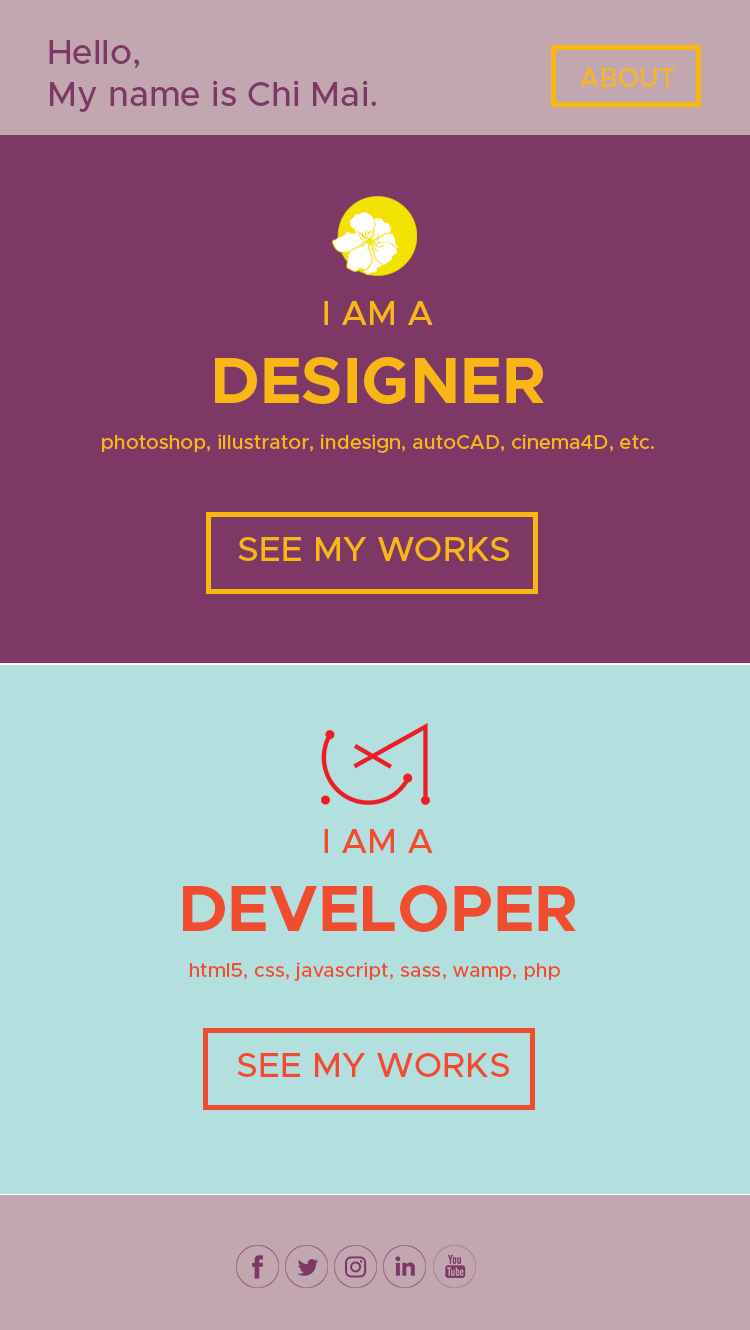 Hello,
My name is Chi Mai.
ABOUT
I AM A
DESIGNER
photoshop, illustrator, indesign, autoCAD, cinema4D, etc.
SEE MY WORKS
I AM A
DEVELOPER
html5, css, javascript, sass, wamp, php
SEE MY WORKS
You
Tube